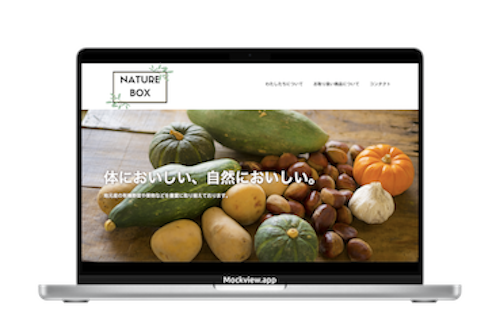 NATURE
BOX
わたしたちについて お取り扱い商品について コンタクト
体においしい、自然においしい。
Mockview.app